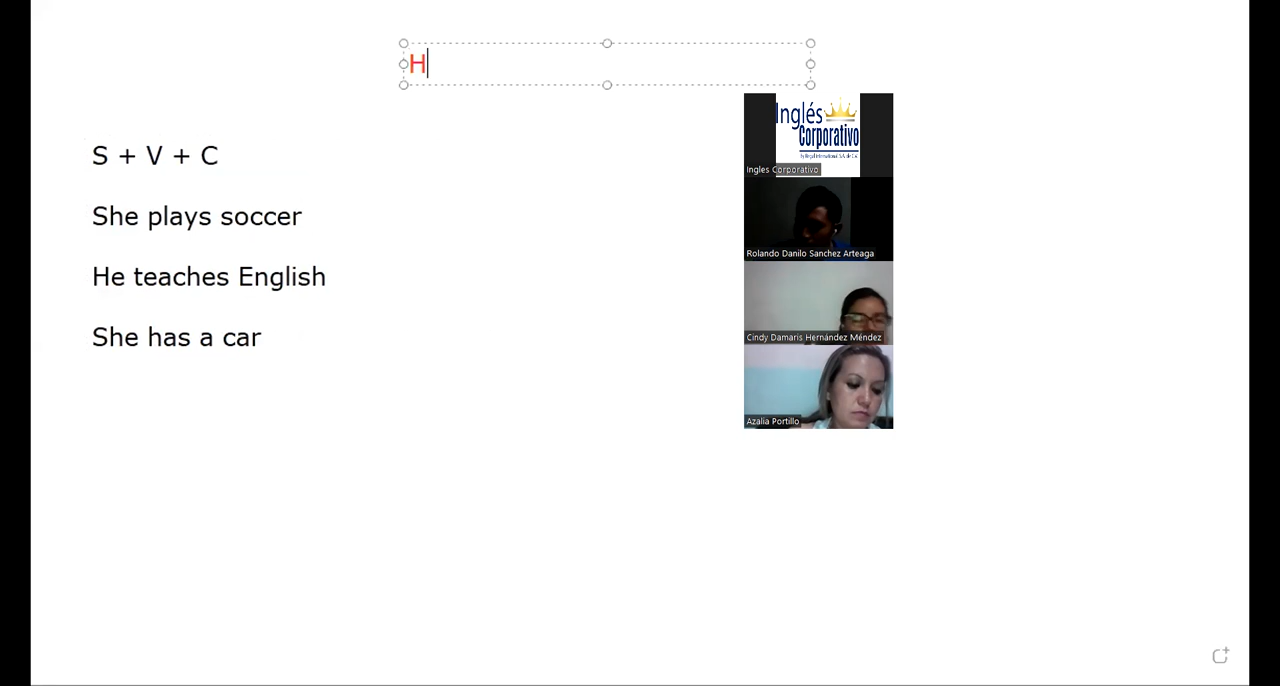 H
S + V + C
She plays soccer
He teaches English
She has a car
Inglés
Corporativo
Ingles Corporativo
Rolando Danilo Sanchez Arteaga
Cindy Damaris Hernández Méndez
Azalia Portillo